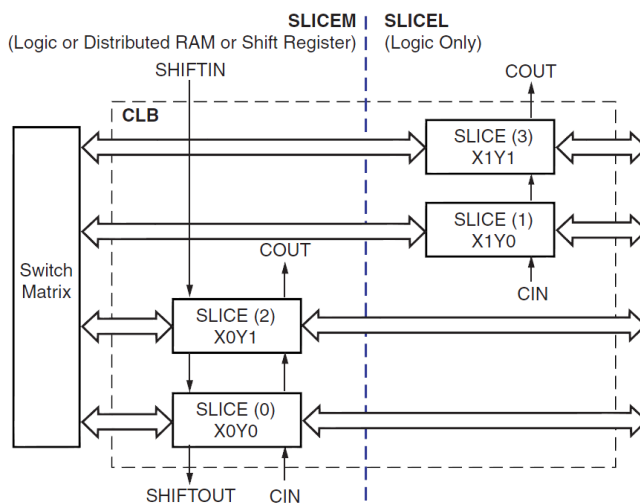 SLICEM
(Logic or Distributed RAM or Shift Register)
SLICEL
(Logic Only)
SHIFTIN
COUT
CLB
SLICE (3)
X1Y1
SLICE (1)
X1Y0
COUT
CIN
Switch
Matrix
SLICE (2)
X0Y1
SLICE (0)
X0Y0
SHIFTOUT
CIN